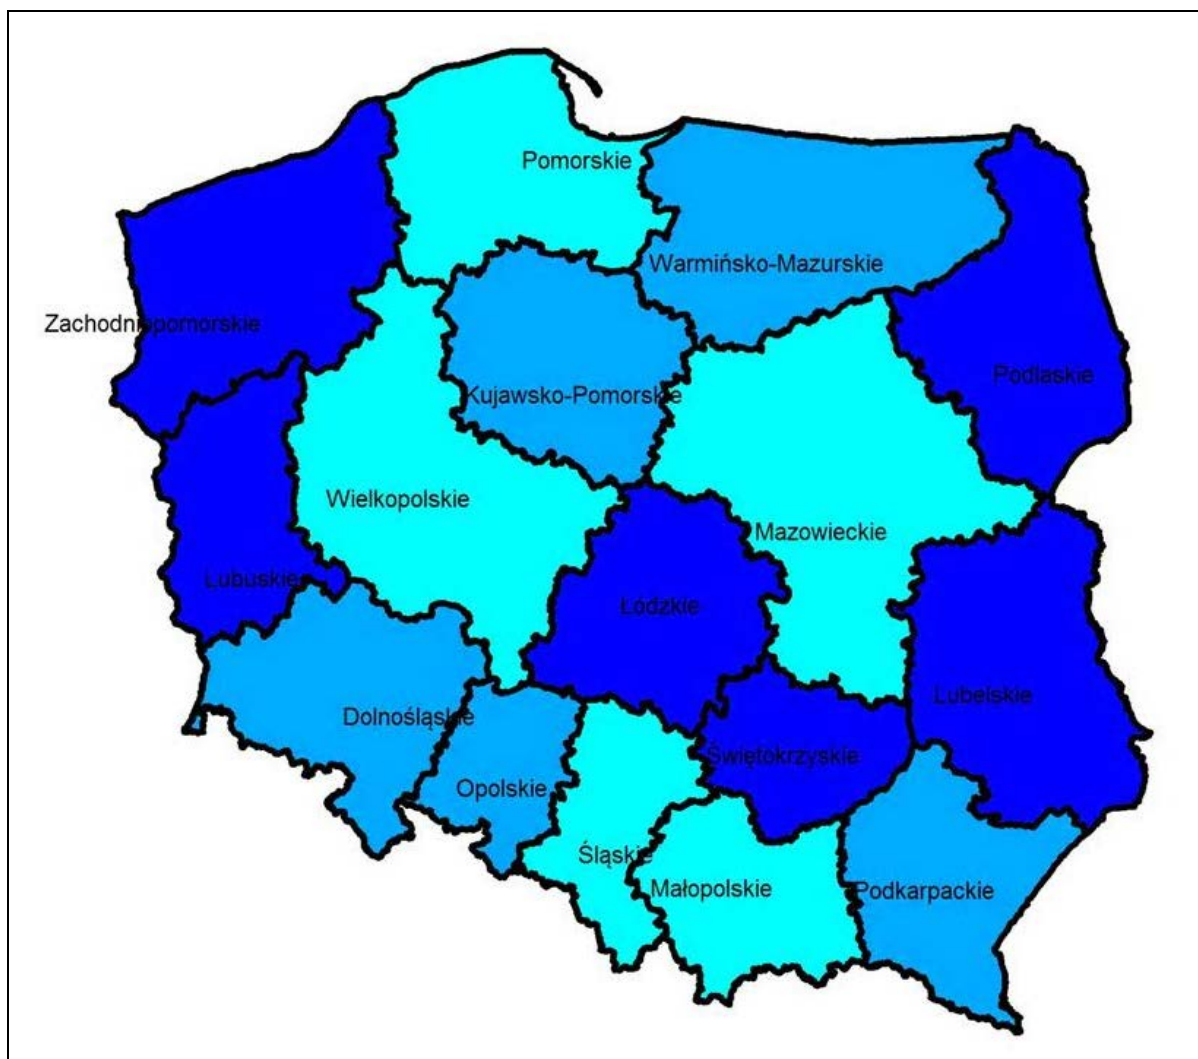 Pomorskie
Warmińsko-Mazurskie
Zachodniopomorskie
Podlaskie
Kujawsko-Pomorskie
Wielkopolskie
Mazowieckie
Lubuskie
Łódzkie
Lubelskie
Dolnośląskie
Świętokrzyskie
Opolskie
Śląskie
Małopolskie
Podkarpackie